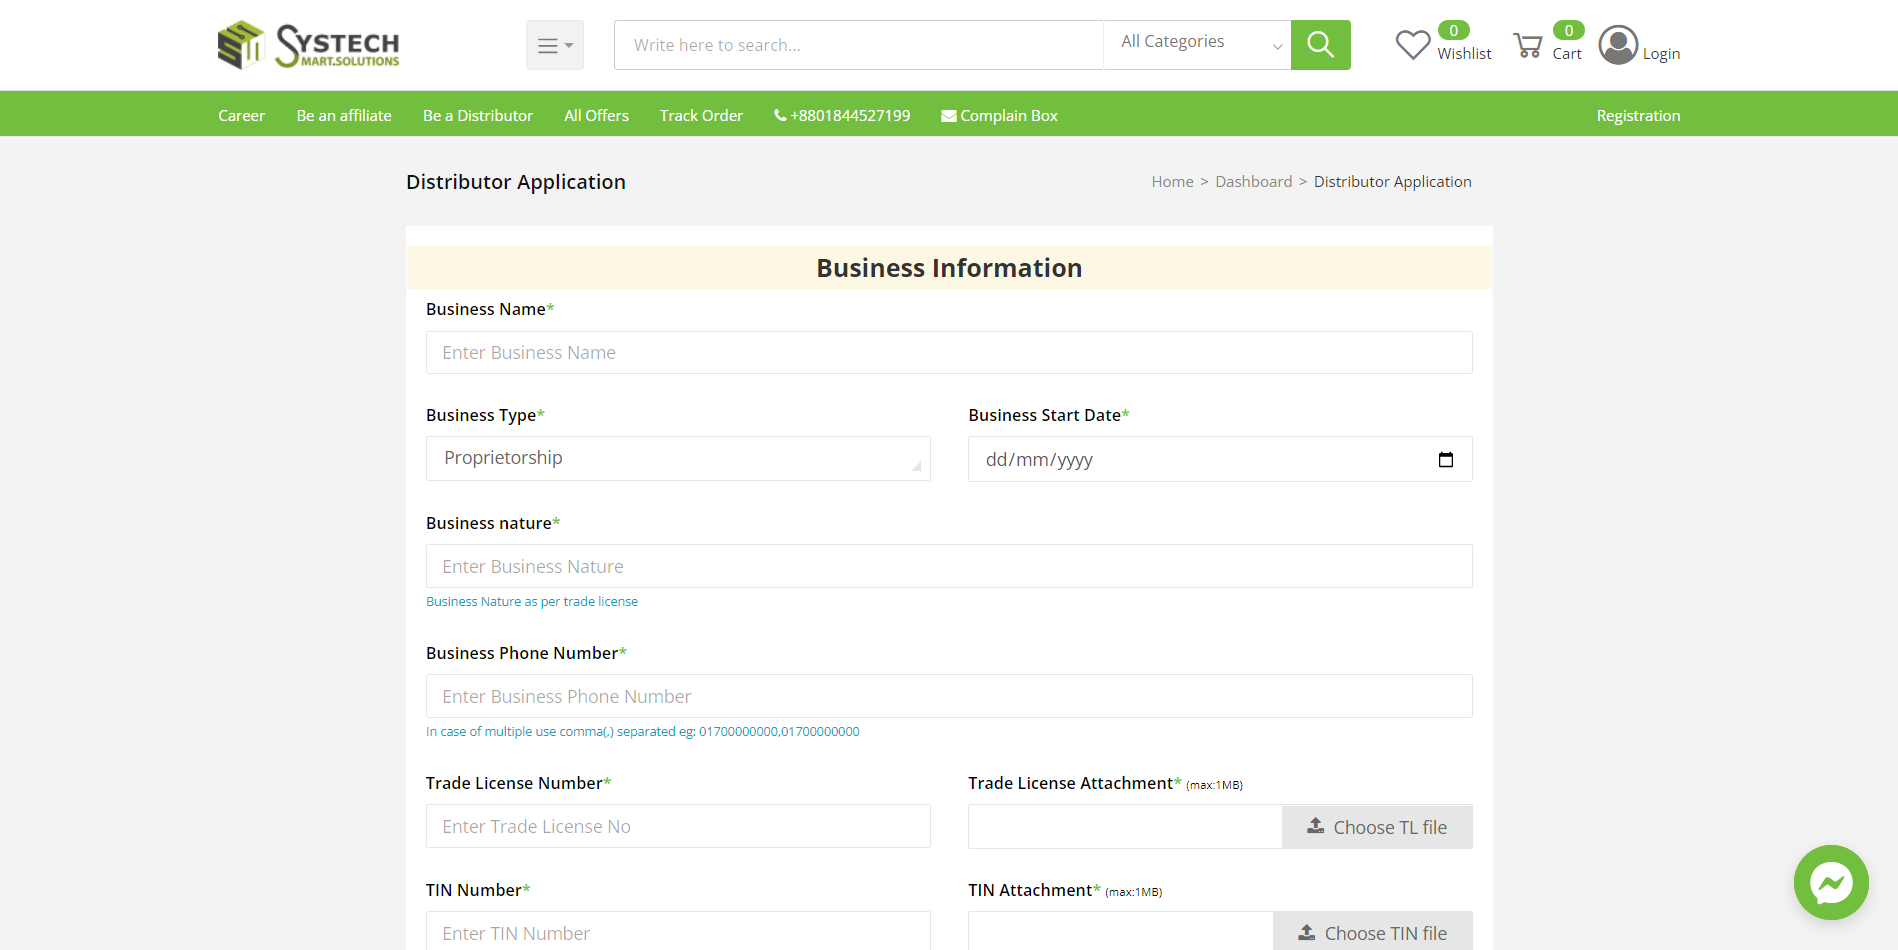 SYSTECH
MART.SOLUTIONS
Write here to search...
All Categories
0
Wishlist
0
Cart
Login
Career
Be an affiliate
Be a Distributor
All Offers
Track Order
+8801844527199
Complain Box
Registration
Distributor Application
Home > Dashboard > Distributor Application
Business Information
Business Name*
Enter Business Name
Business Type*
Business Start Date*
Proprietorship
dd/mm/yyyy
Business nature*
Enter Business Nature
Business Nature as per trade license
Business Phone Number*
Enter Business Phone Number
In case of multiple use comma(,) separated eg: 01700000000,01700000000
Trade License Number*
Trade License Attachment* (max:1MB)
Enter Trade License No
Choose TL file
TIN Number*
TIN Attachment* (max:1MB)
Enter TIN Number
Choose TIN file